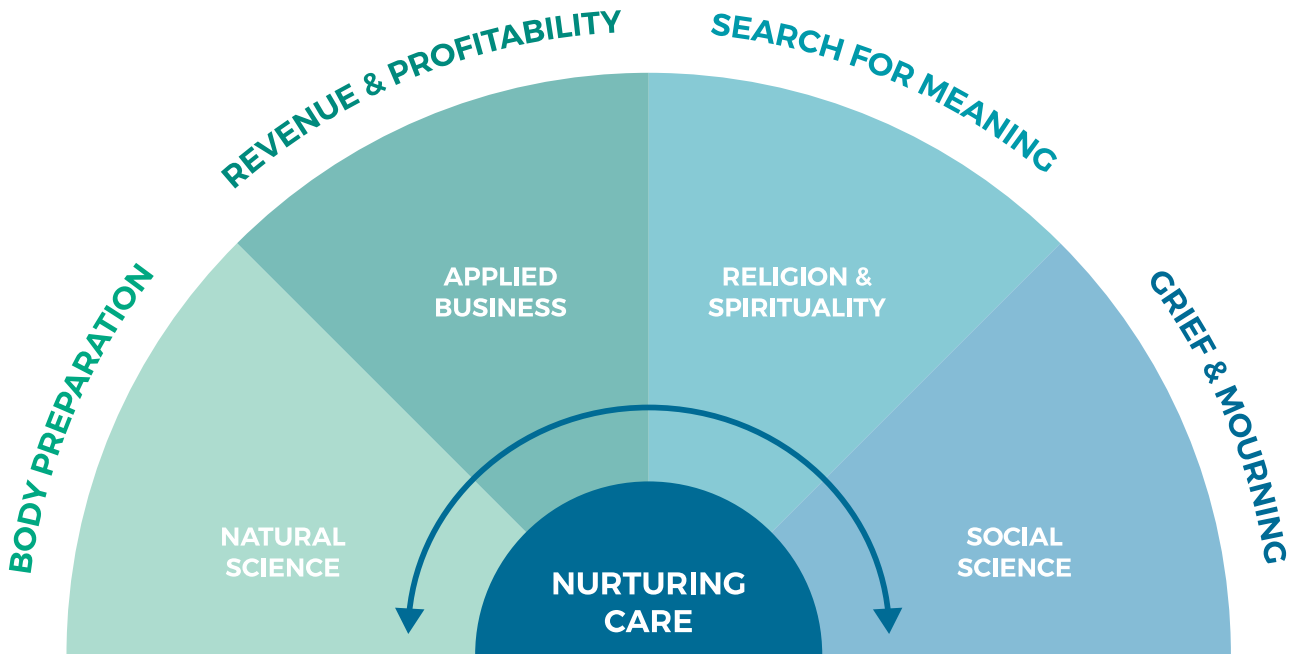 BODY PREPARATION
REVENUE & PROFITABILITY
SEARCH FOR MEANING
GRIEF & MOURNING
NATURAL
SCIENCE
APPLIED
BUSINESS
RELIGION &
SPIRITUALITY
SOCIAL
SCIENCE
NURTURING
CARE